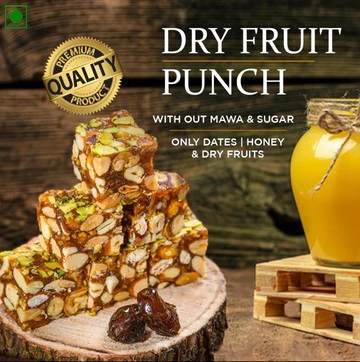 PREMIUM
QUALITY
PRODUCT
DRY FRUIT
PUNCH
WITH OUT MAWA & SUGAR
ONLY DATES | HONEY
& DRY FRUITS